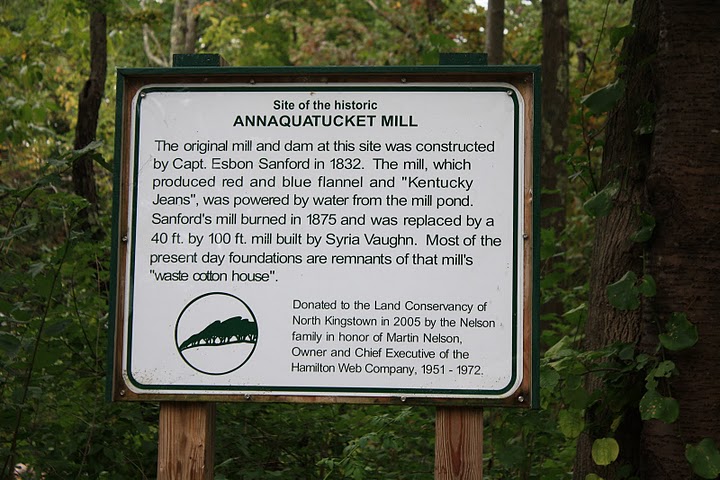 Site of the historic
ANNAQUATUCKET MILL
The original mill and dam at this site was constructed
by Capt. Esbon Sanford in 1832. The mill, which
produced red and blue flannel and "Kentucky
Jeans", was powered by water from the mill pond.
Sanford's mill burned in 1875 and was replaced by a
40 ft. by 100 ft. mill built by Syria Vaughn. Most of the
present day foundations are remnants of that mill's
"waste cotton house".
Donated to the Land Conservancy of
North Kingstown in 2005 by the Nelson
family in honor of Martin Nelson,
Owner and Chief Executive of the
Hamilton Web Company, 1951 - 1972.